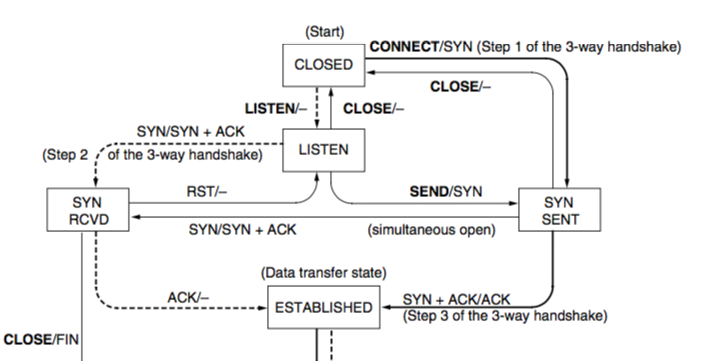 (Start)
CONNECT/SYN (Step 1 of the 3-way handshake)
CLOSED
CLOSE/–
LISTEN/–
CLOSE/–
SYN/SYN + ACK
(Step 2 of the 3-way handshake)
LISTEN
RST/–
SEND/SYN
SYN
RCVD
SYN
SENT
SYN/SYN + ACK
(simultaneous open)
(Data transfer state)
ACK/–
ESTABLISHED
SYN + ACK/ACK
(Step 3 of the 3-way handshake)
CLOSE/FIN